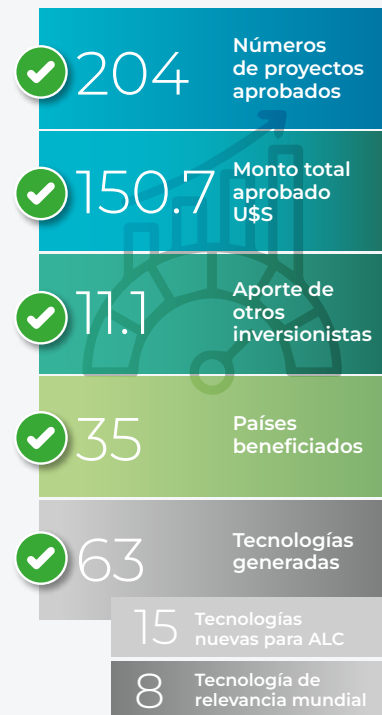 204
Números
de proyectos
aprobados
150.7
Monto total
aprobado
U$S
11.1
Aporte de
otros
inversionistas
35
Países
beneficiados
63
Tecnologías
generadas
15
Tecnologías
nuevas para ALC
8
Tecnología de
relevancia mundial